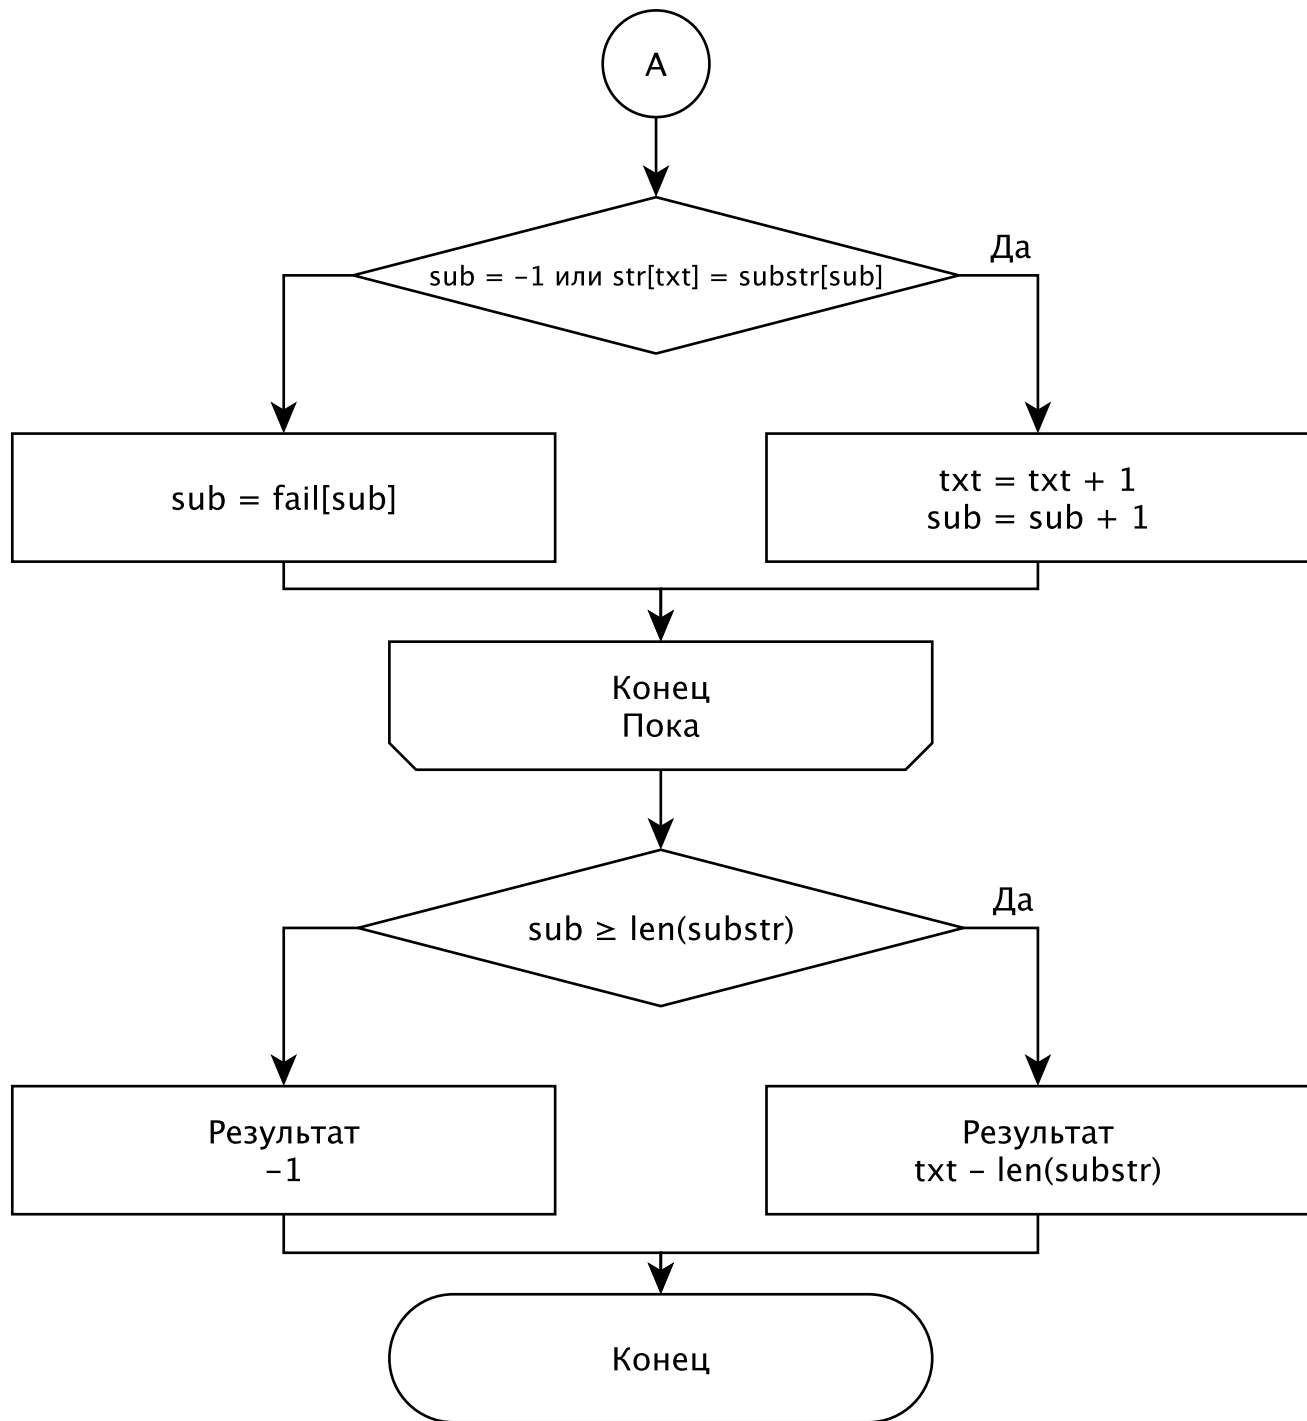 A
Да
sub = –1 или str[txt] = substr[sub]
sub = fail[sub]
txt = txt + 1
sub = sub + 1
Конец
Пока
Да
sub ≥ len(substr)
Результат
–1
Результат
txt – len(substr)
Конец